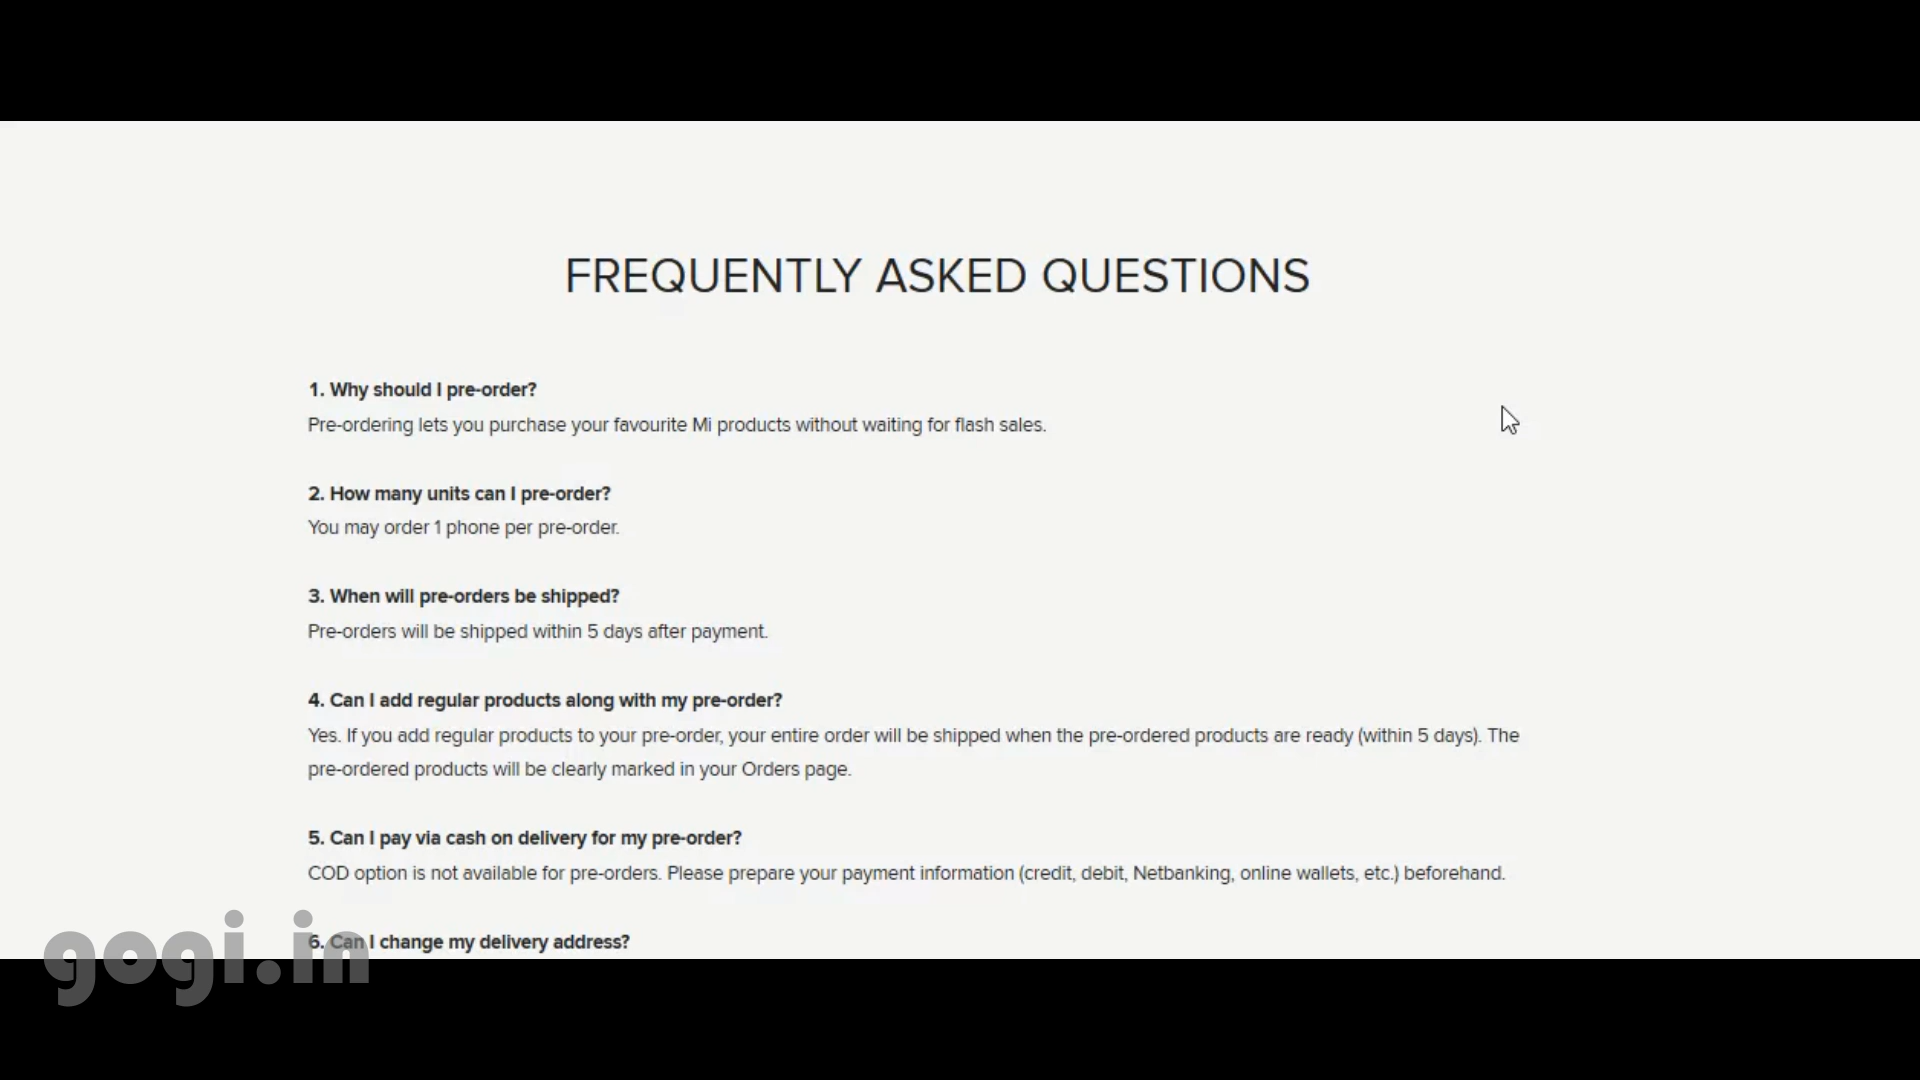 FREQUENTLY ASKED QUESTIONS
1. Why should I pre-order?
Pre-ordering lets you purchase your favourite Mi products without waiting for flash sales.
2. How many units can I pre-order?
You may order 1 phone per pre-order.
3. When will pre-orders be shipped?
Pre-orders will be shipped within 5 days after payment.
4. Can I add regular products along with my pre-order?
Yes. If you add regular products to your pre-order, your entire order will be shipped when the pre-ordered products are ready (within 5 days). The
pre-ordered products will be clearly marked in your Orders page.
5. Can I pay via cash on delivery for my pre-order?
COD option is not available for pre-orders. Please prepare your payment information (credit, debit, Netbanking, online wallets, etc.) beforehand.
6. Can I change my delivery address?
gogi.in